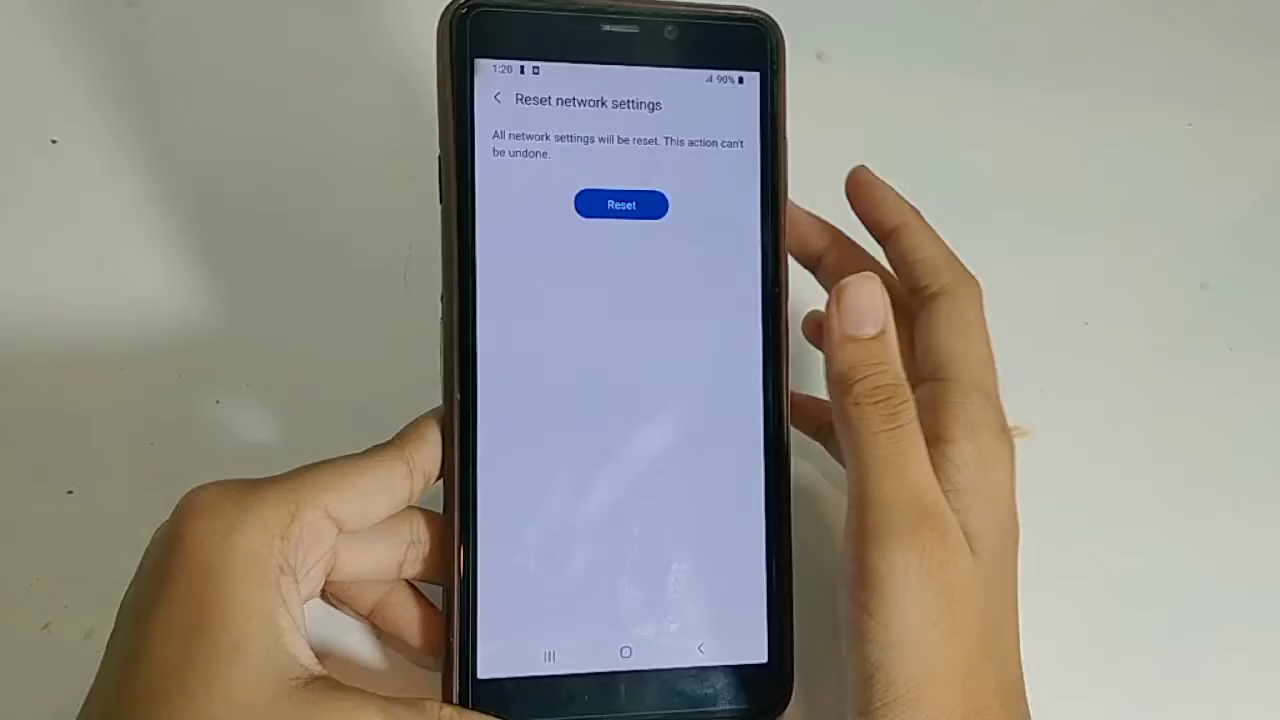 1:20
90%
Reset network settings
All network settings will be reset. This action can't
be undone.
Reset